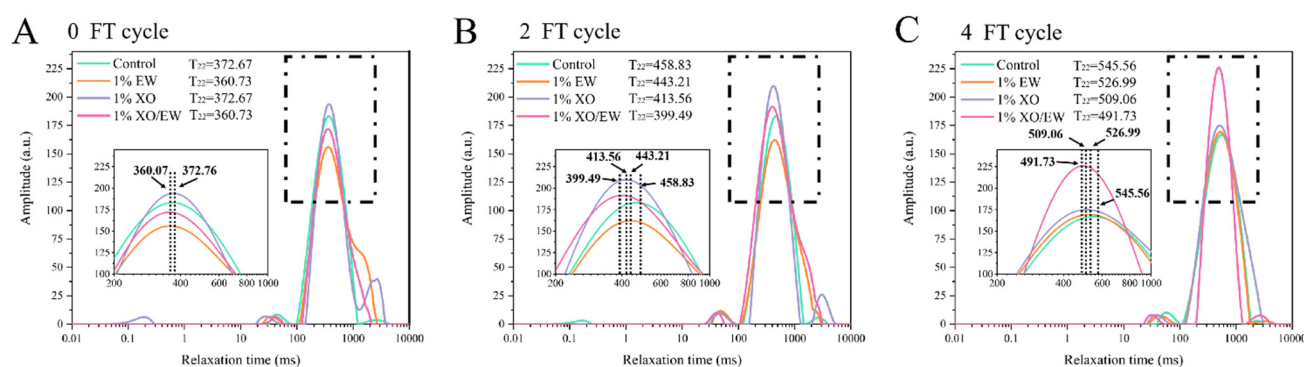 A 0 FT cycle
Control T₂₂=372.67
1% EW T₂₂=360.73
1% XO T₂₂=372.67
1% XO/EW T₂₂=360.73
Amplitude (a.u.)
225
200
175
150
125
100
75
50
25
0
360.07 372.76
225
200
175
150
125
100
200 400 600 800 1000
0.01 0.1 1 10 100 1000 10000
Relaxation time (ms)
B 2 FT cycle
Control T₂₂=458.83
1% EW T₂₂=443.21
1% XO T₂₂=413.56
1% XO/EW T₂₂=399.49
Amplitude (a.u.)
225
200
175
150
125
100
75
50
25
0
413.56 443.21
399.49 458.83
225
200
175
150
125
100
200 400 600 800
0.01 0.1 1 10 100 1000 10000
Relaxation time (ms)
C 4 FT cycle
Control T₂₂=545.56
1% EW T₂₂=526.99
1% XO T₂₂=509.06
1% XO/EW T₂₂=491.73
Amplitude (a.u.)
225
200
175
150
125
100
75
50
25
0
509.06 526.99
491.73
545.56
225
200
175
150
125
100
200 400 600 800 1000
0.01 0.1 1 10 100 1000 10000
Relaxation time (ms)